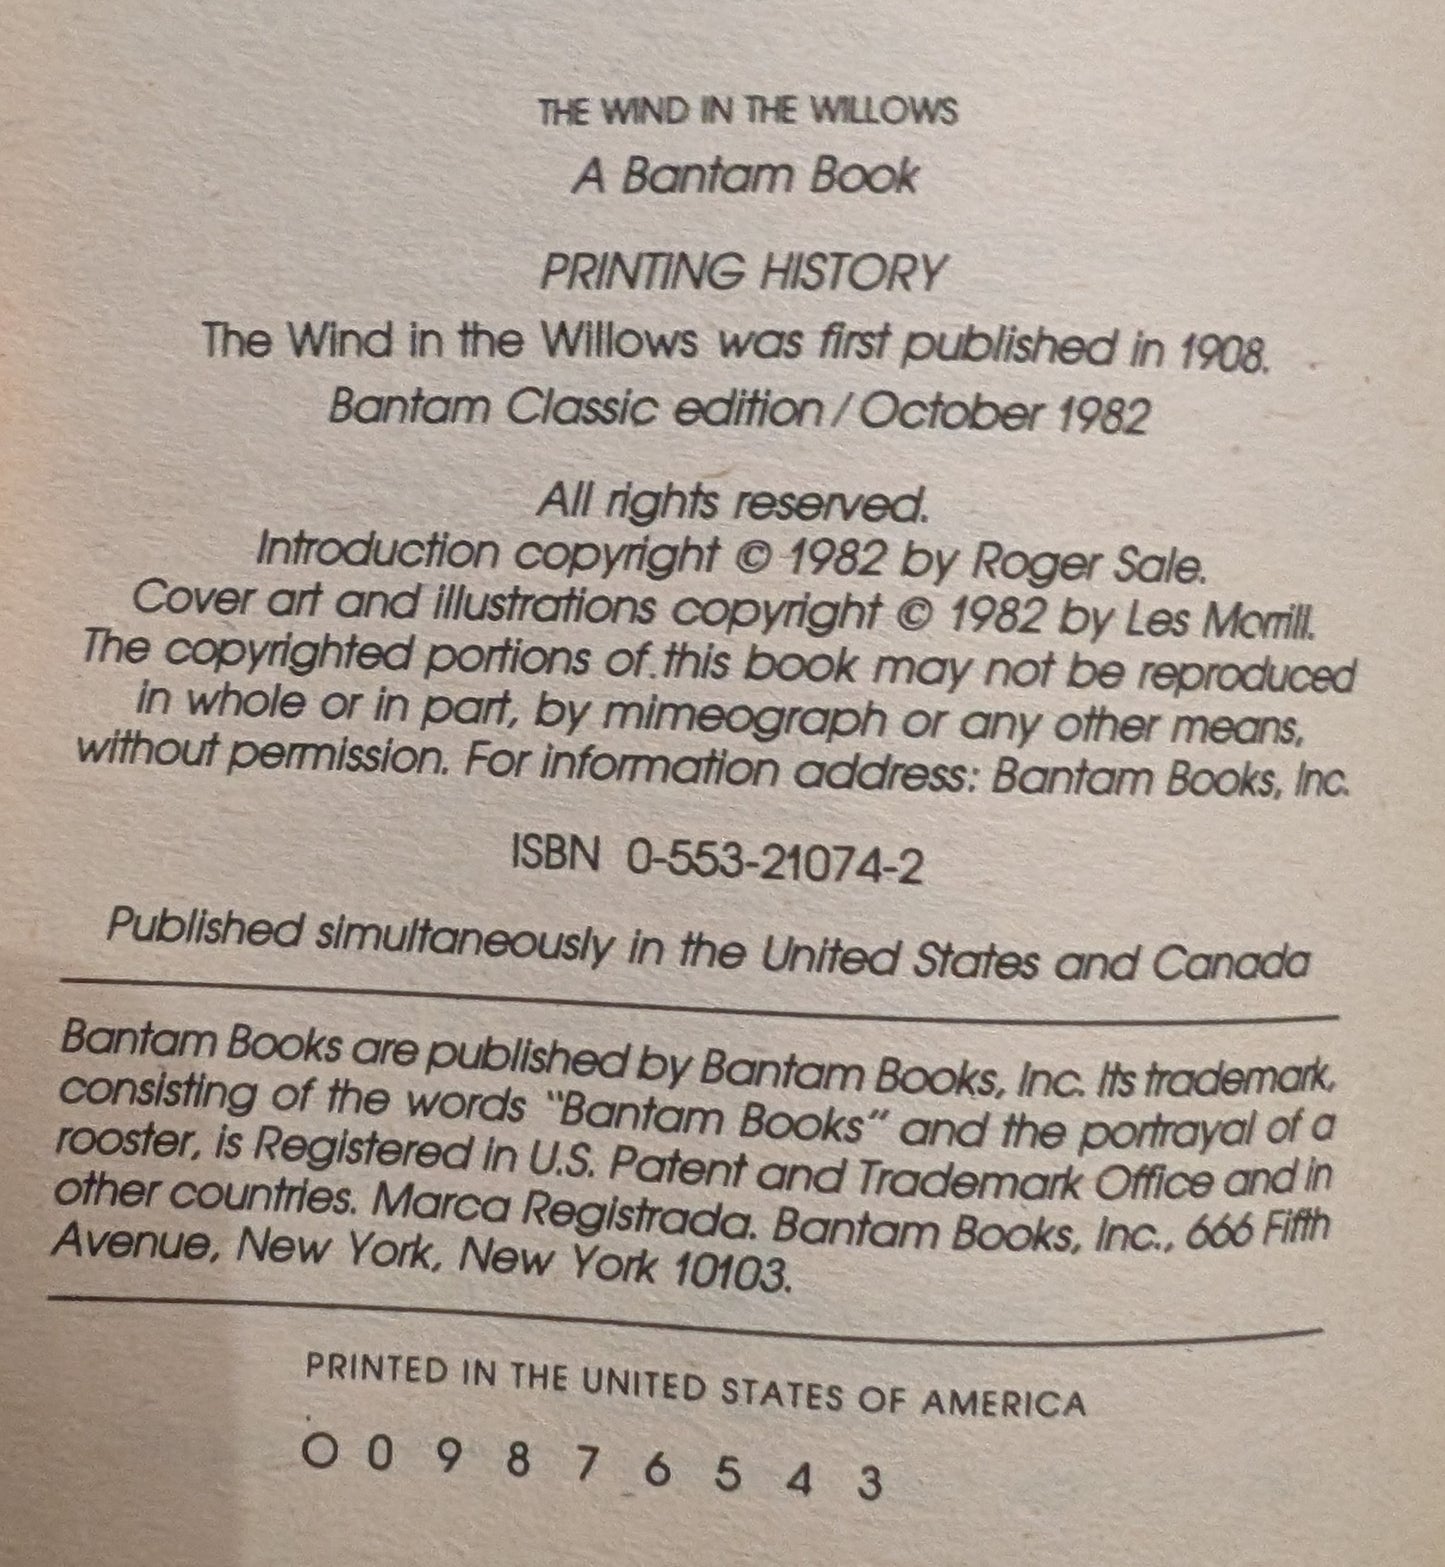 THE WIND IN THE WILLOWS
A Bantam Book
PRINTING HISTORY
The Wind in the Willows was first published in 1908.
Bantam Classic edition / October 1982
All rights reserved.
Introduction copyright © 1982 by Roger Sale.
Cover art and illustrations copyright © 1982 by Les Morrill.
The copyrighted portions of this book may not be reproduced
in whole or in part, by mimeograph or any other means,
without permission. For information address: Bantam Books, Inc.
ISBN 0-553-21074-2
Published simultaneously in the United States and Canada
Bantam Books are published by Bantam Books, Inc. Its trademark,
consisting of the words "Bantam Books" and the portrayal of a
rooster, is Registered in U.S. Patent and Trademark Office and in
other countries. Marca Registrada. Bantam Books, Inc., 666 Fifth
Avenue, New York, New York 10103.
PRINTED IN THE UNITED STATES OF AMERICA
O 0 9 8 7 6 5 4 3